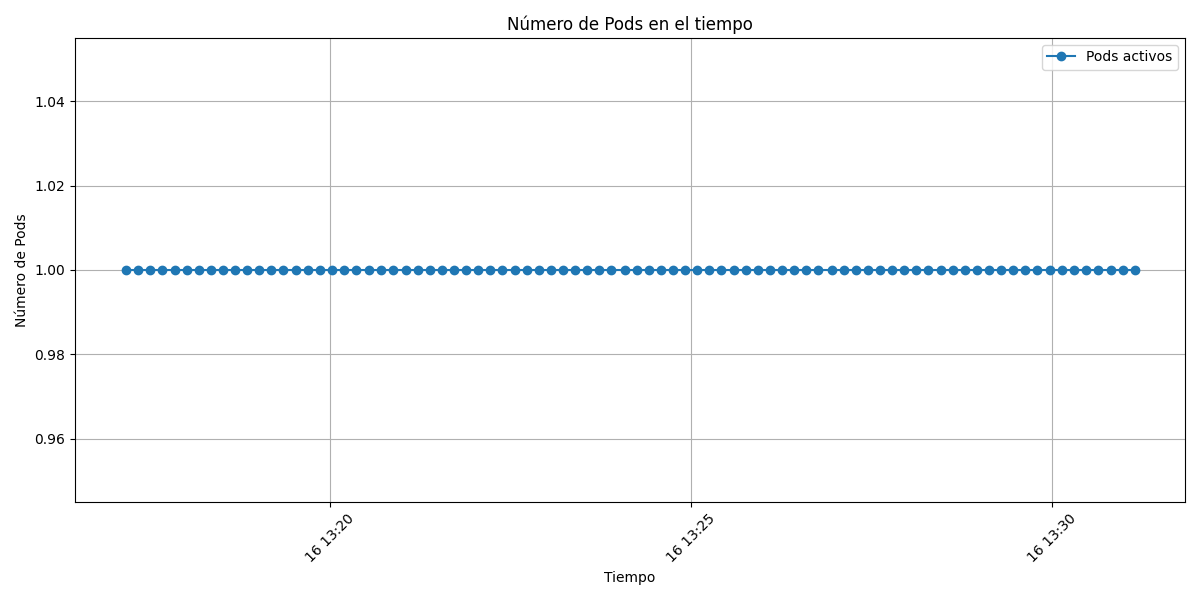 Número de Pods en el tiempo
Pods activos
1.04
1.02
1.00
0.98
0.96
Número de Pods
16 13:20
16 13:25
16 13:30
Tiempo